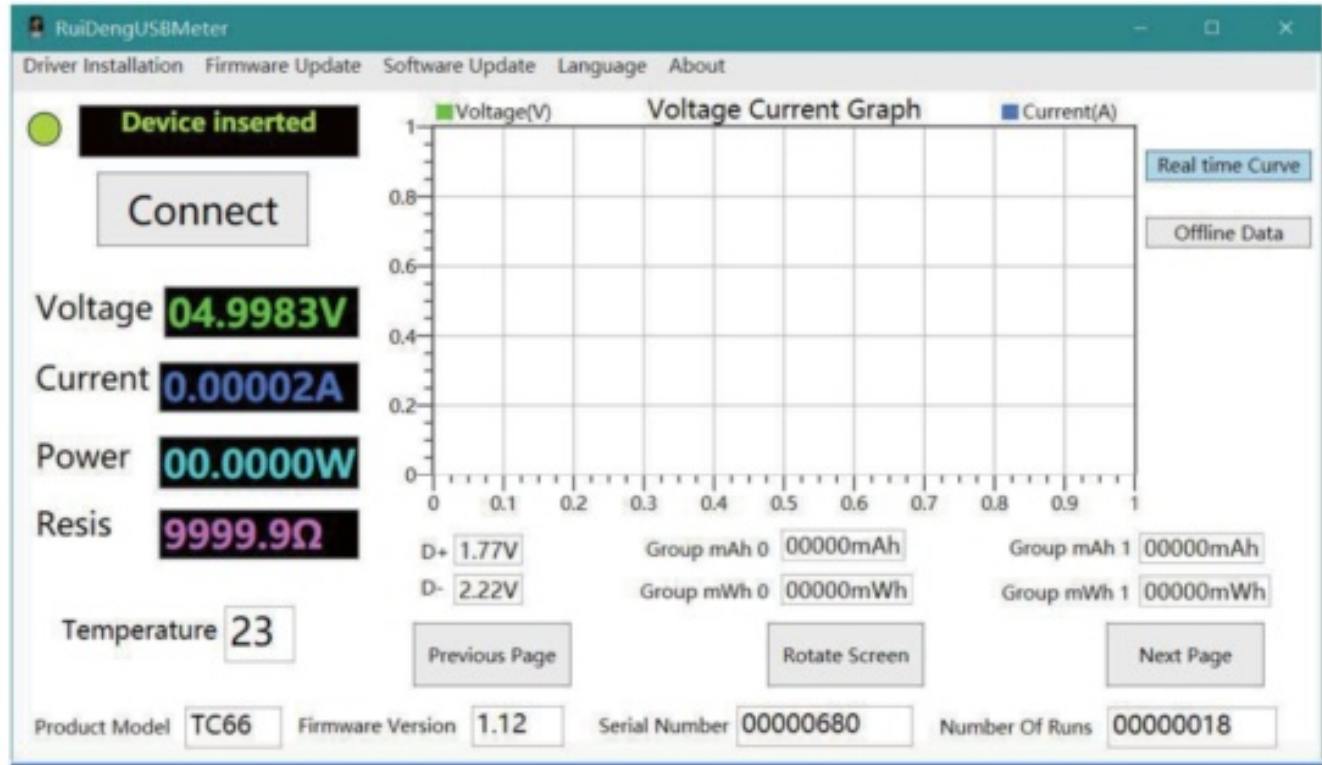 RuiDengUSBMeter
Driver Installation Firmware Update Software Update Language About
Device inserted
Connect
Voltage 04.9983V
Current 0.00002A
Power 00.0000W
Resis 9999.9Ω
Temperature 23
Voltage(V) Voltage Current Graph Current(A)
1
0.8
0.6
0.4
0.2
0
0 0.1 0.2 0.3 0.4 0.5 0.6 0.7 0.8 0.9 1
Real time Curve
Offline Data
D+ 1.77V Group mAh 0 00000mAh Group mAh 1 00000mAh
D- 2.22V Group mWh 0 00000mWh Group mWh 1 00000mWh
Previous Page Rotate Screen Next Page
Product Model TC66 Firmware Version 1.12 Serial Number 00000680 Number Of Runs 00000018